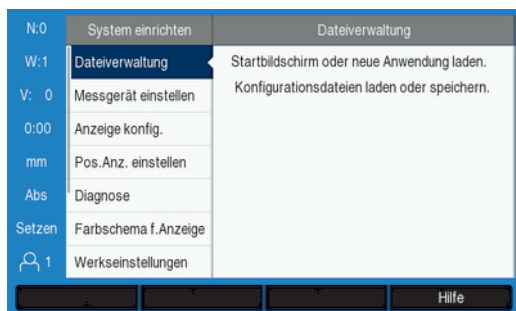 N:0
W:1
V: 0
0:00
mm
Abs
Setzen
1
System einrichten
Dateiverwaltung
Messgerät einstellen
Anzeige konfig.
Pos.Anz. einstellen
Diagnose
Farbschema f.Anzeige
Werkseinstellungen
Dateiverwaltung
Startbildschirm oder neue Anwendung laden.
Konfigurationsdateien laden oder speichern.
Hilfe